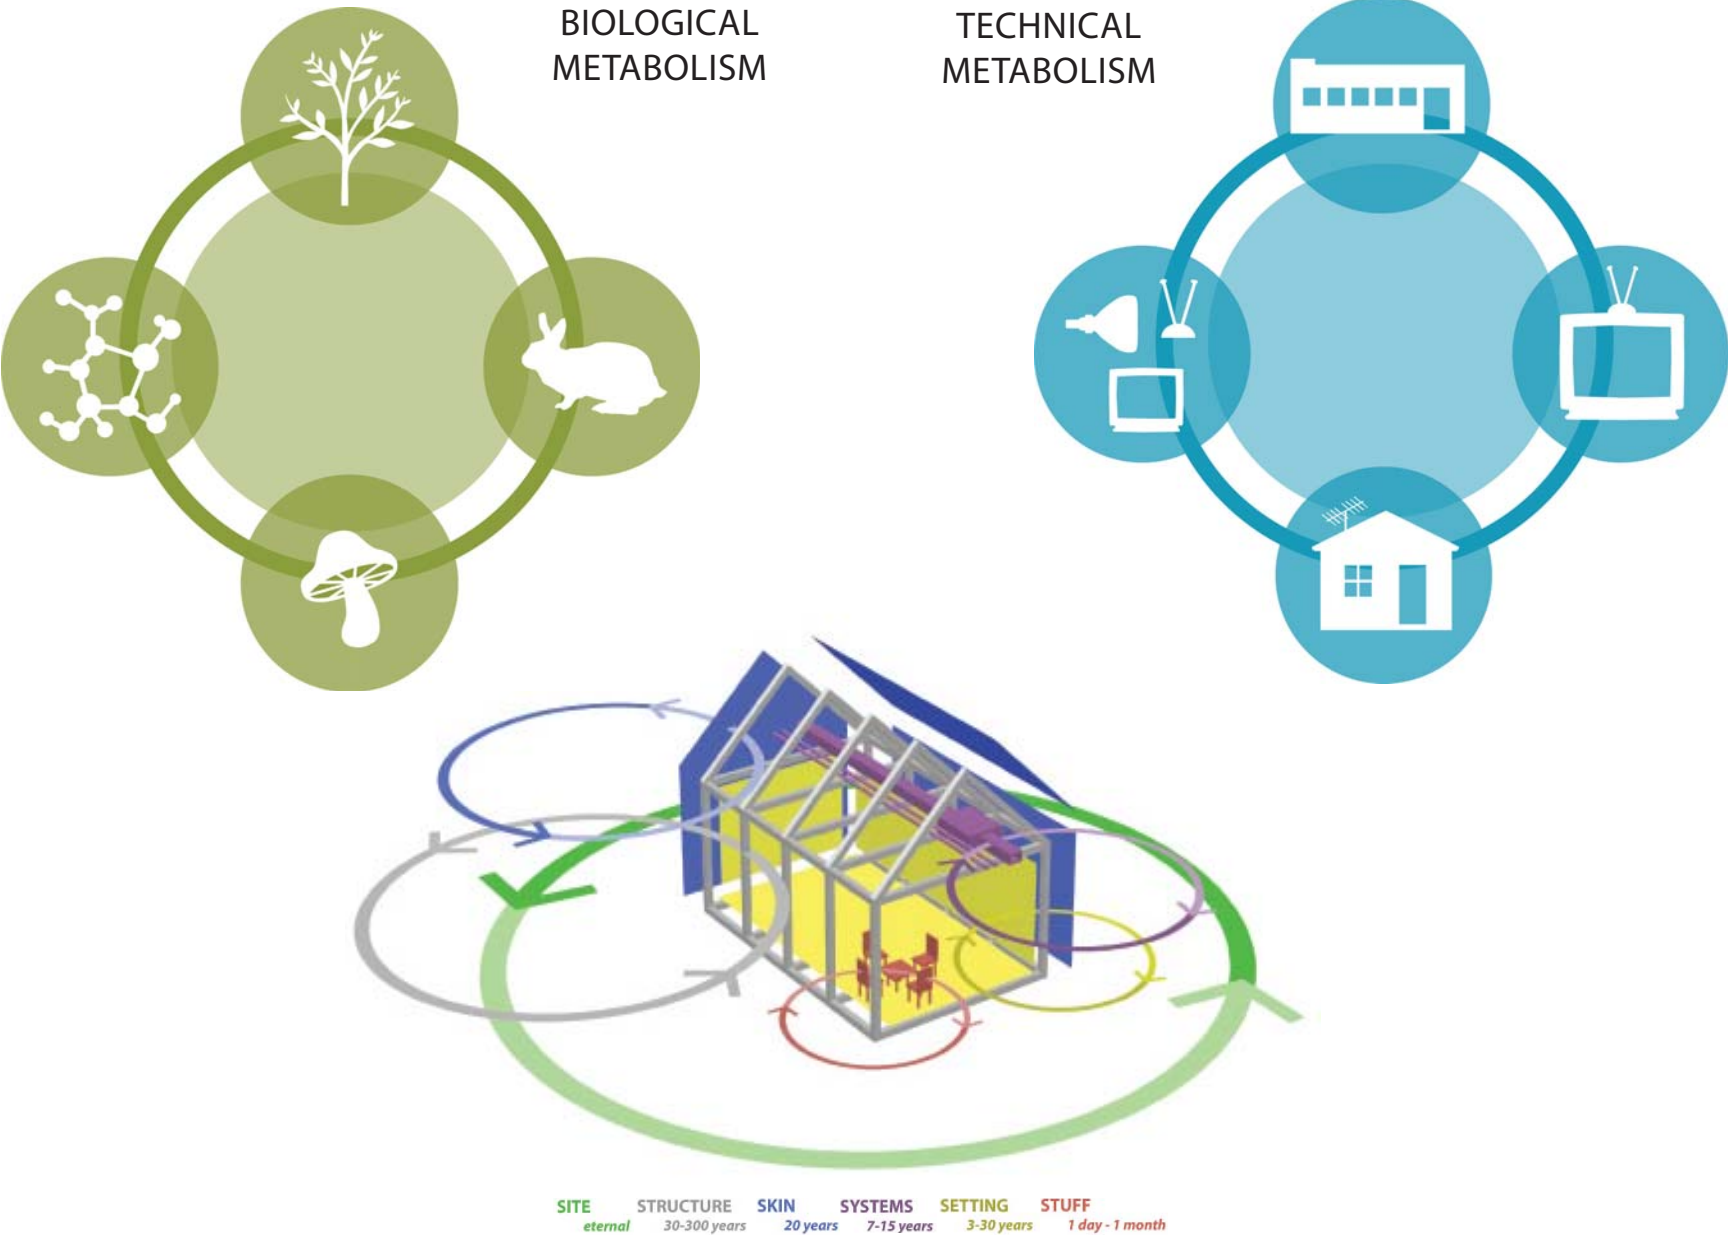 BIOLOGICAL
METABOLISM
TECHNICAL
METABOLISM
SITE STRUCTURE SKIN SYSTEMS SETTING STUFF
eternal 30-300 years 20 years 7-15 years 3-30 years 1 day - 1 month